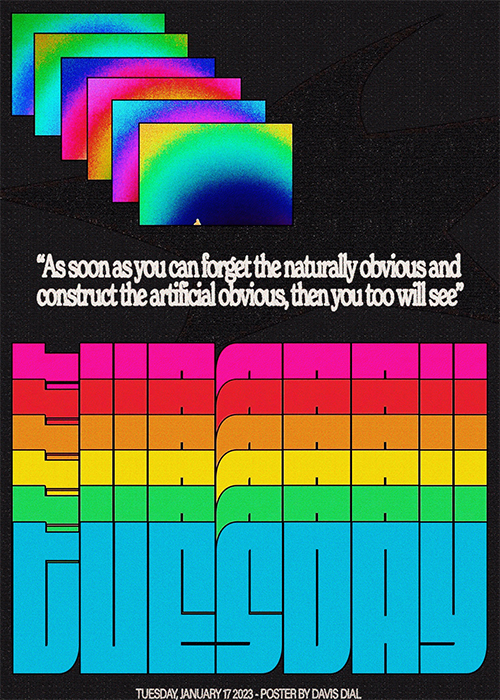 “As soon as you can forget the naturally obvious and
construct the artificial obvious, then you too will see”
tUESDAY
TUESDAY, JANUARY 17 2023 - POSTER BY DAVIS DIAL